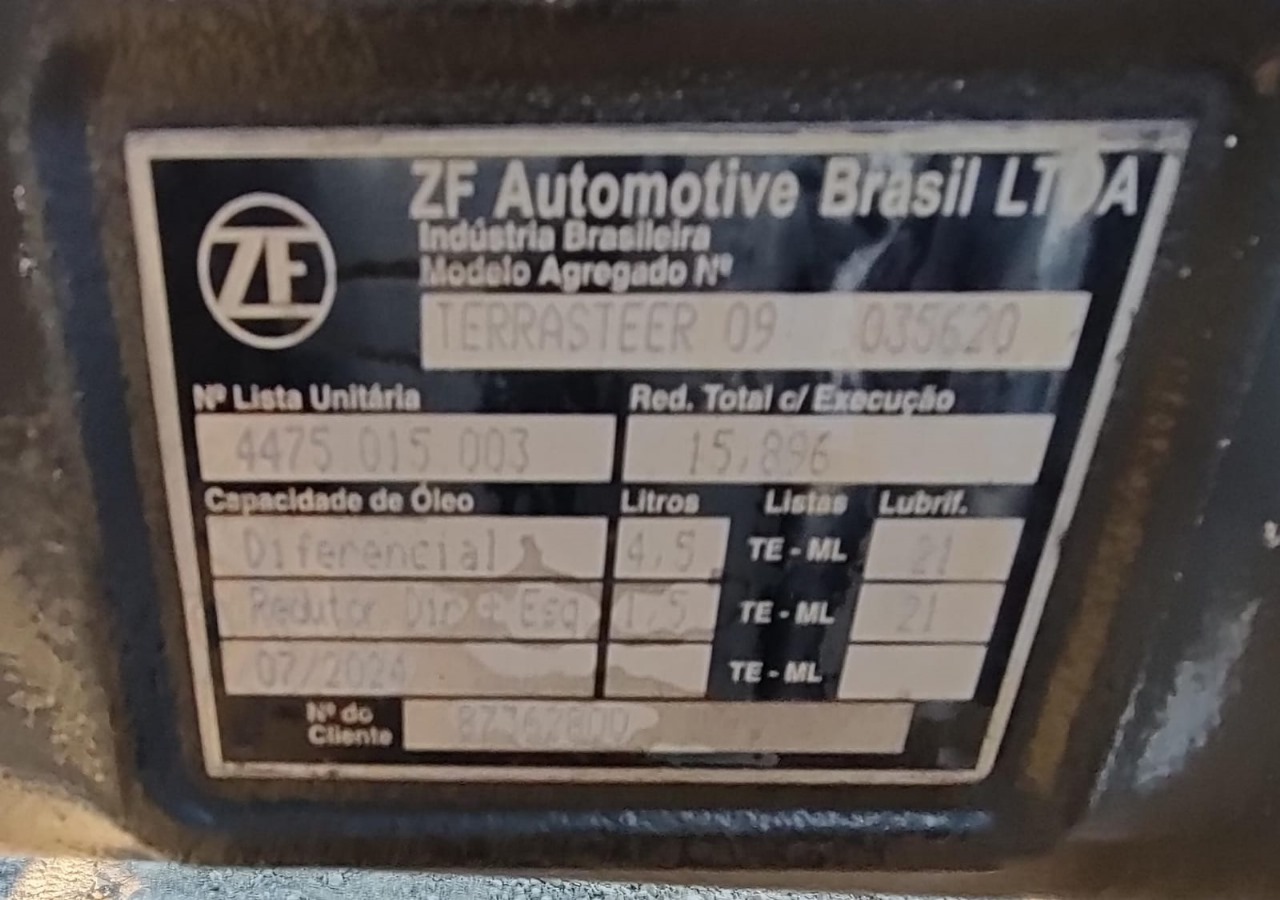 ZF
ZF Automotive Brasil LTDA
Indústria Brasileira
Modelo Agregado Nº
TERRASTEER 09 035620
Nº Lista Unitária Red. Total c/ Execução
4475 015 003 15,896
Capacidade de Óleo Litros Listas Lubrif.
Diferencial 4,5 TE - ML 21
Redutor Dir + Esq 1,5 TE - ML 21
07/2024 TE - ML
Nº do
Cliente 87362800